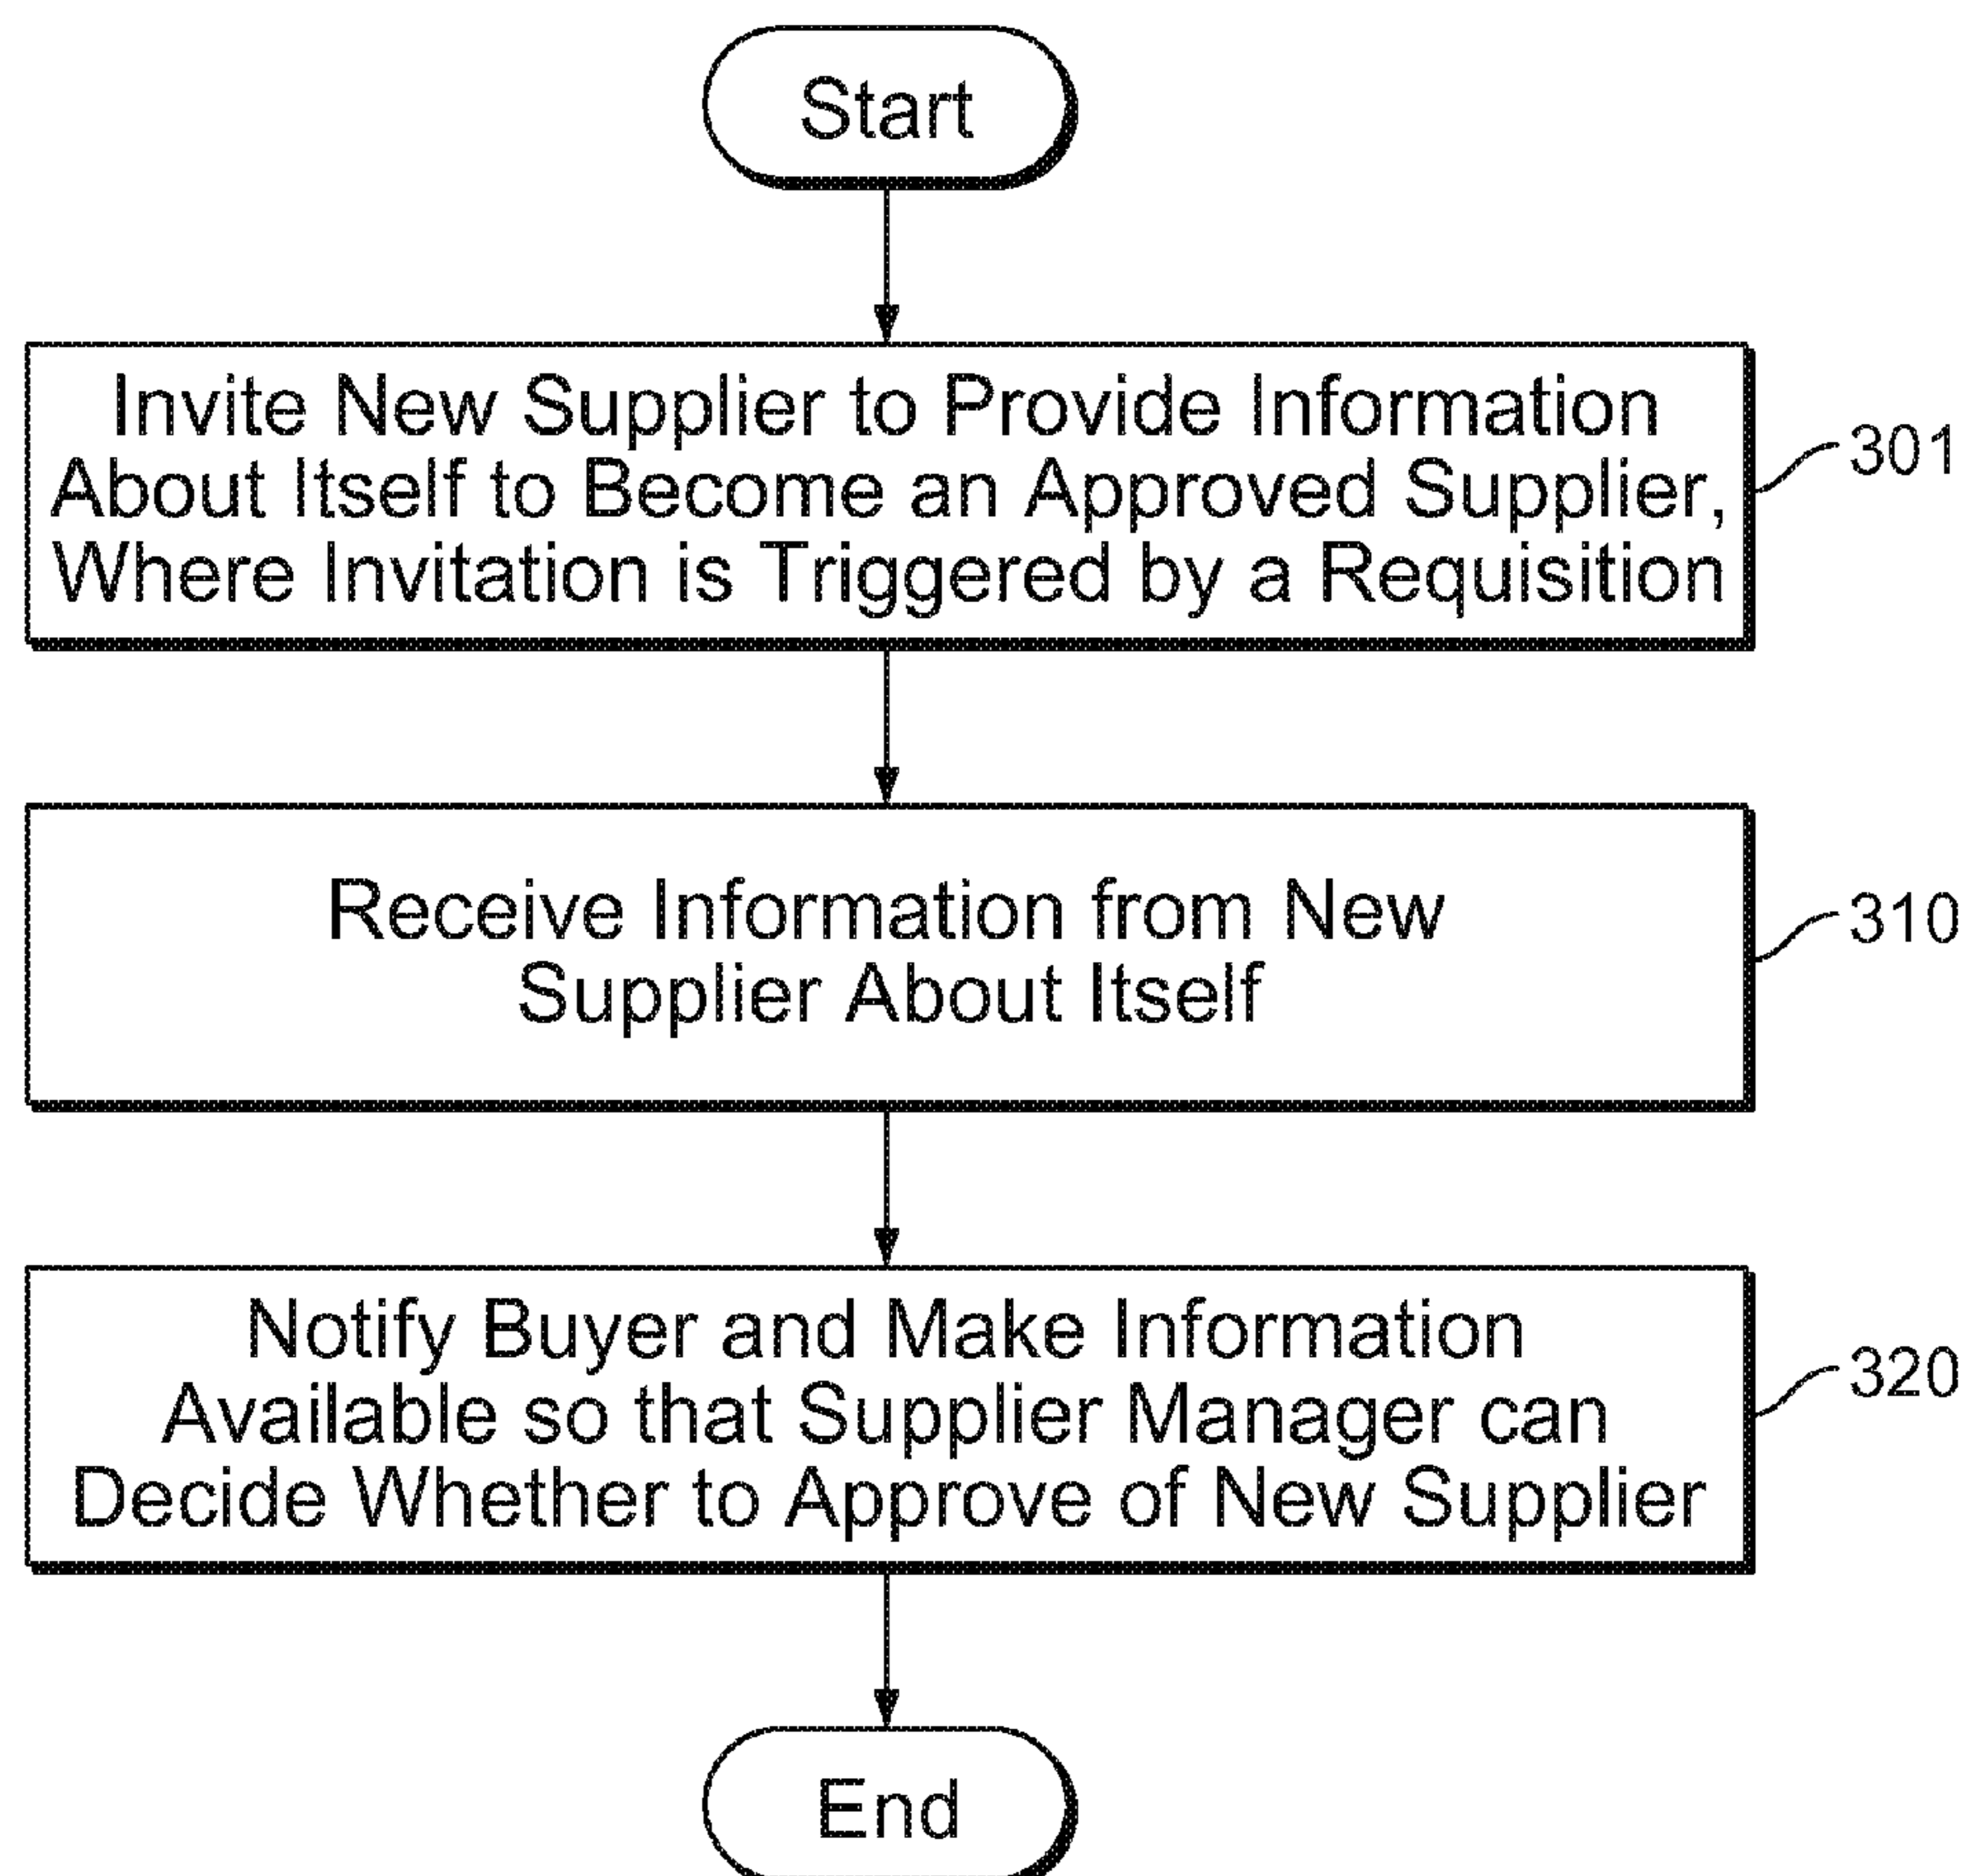 Start
Invite New Supplier to Provide Information
About Itself to Become an Approved Supplier,
Where Invitation is Triggered by a Requisition
301
Receive Information from New
Supplier About Itself
310
Notify Buyer and Make Information
Available so that Supplier Manager can
Decide Whether to Approve of New Supplier
320
End